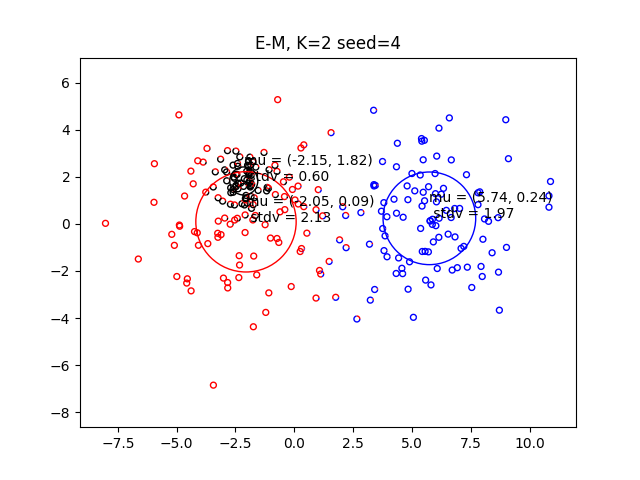 E-M, K=2 seed=4
mu = (-2.15, 1.82)
stdv = 0.60
mu = (-2.05, 0.09)
stdv = 2.13
mu = (5.74, 0.24)
stdv = 1.97
6
4
2
0
−2
−4
−6
−8
−7.5 −5.0 −2.5 0.0 2.5 5.0 7.5 10.0